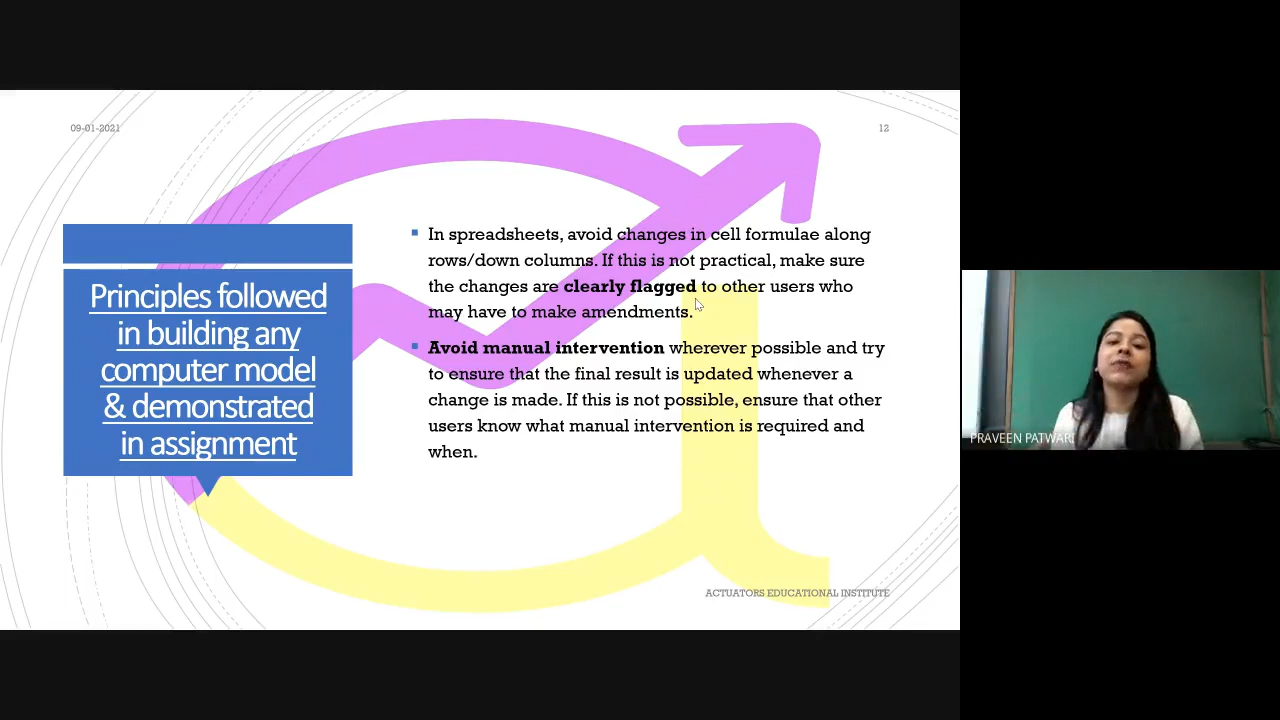 09-01-2021
12
Principles followed
in building any
computer model
& demonstrated
in assignment
In spreadsheets, avoid changes in cell formulae along
rows/down columns. If this is not practical, make sure
the changes are clearly flagged to other users who
may have to make amendments.
Avoid manual intervention wherever possible and try
to ensure that the final result is updated whenever a
change is made. If this is not possible, ensure that other
users know what manual intervention is required and
when.
ACTUATORS EDUCATIONAL INSTITUTE
PRAVEEN PATWARI